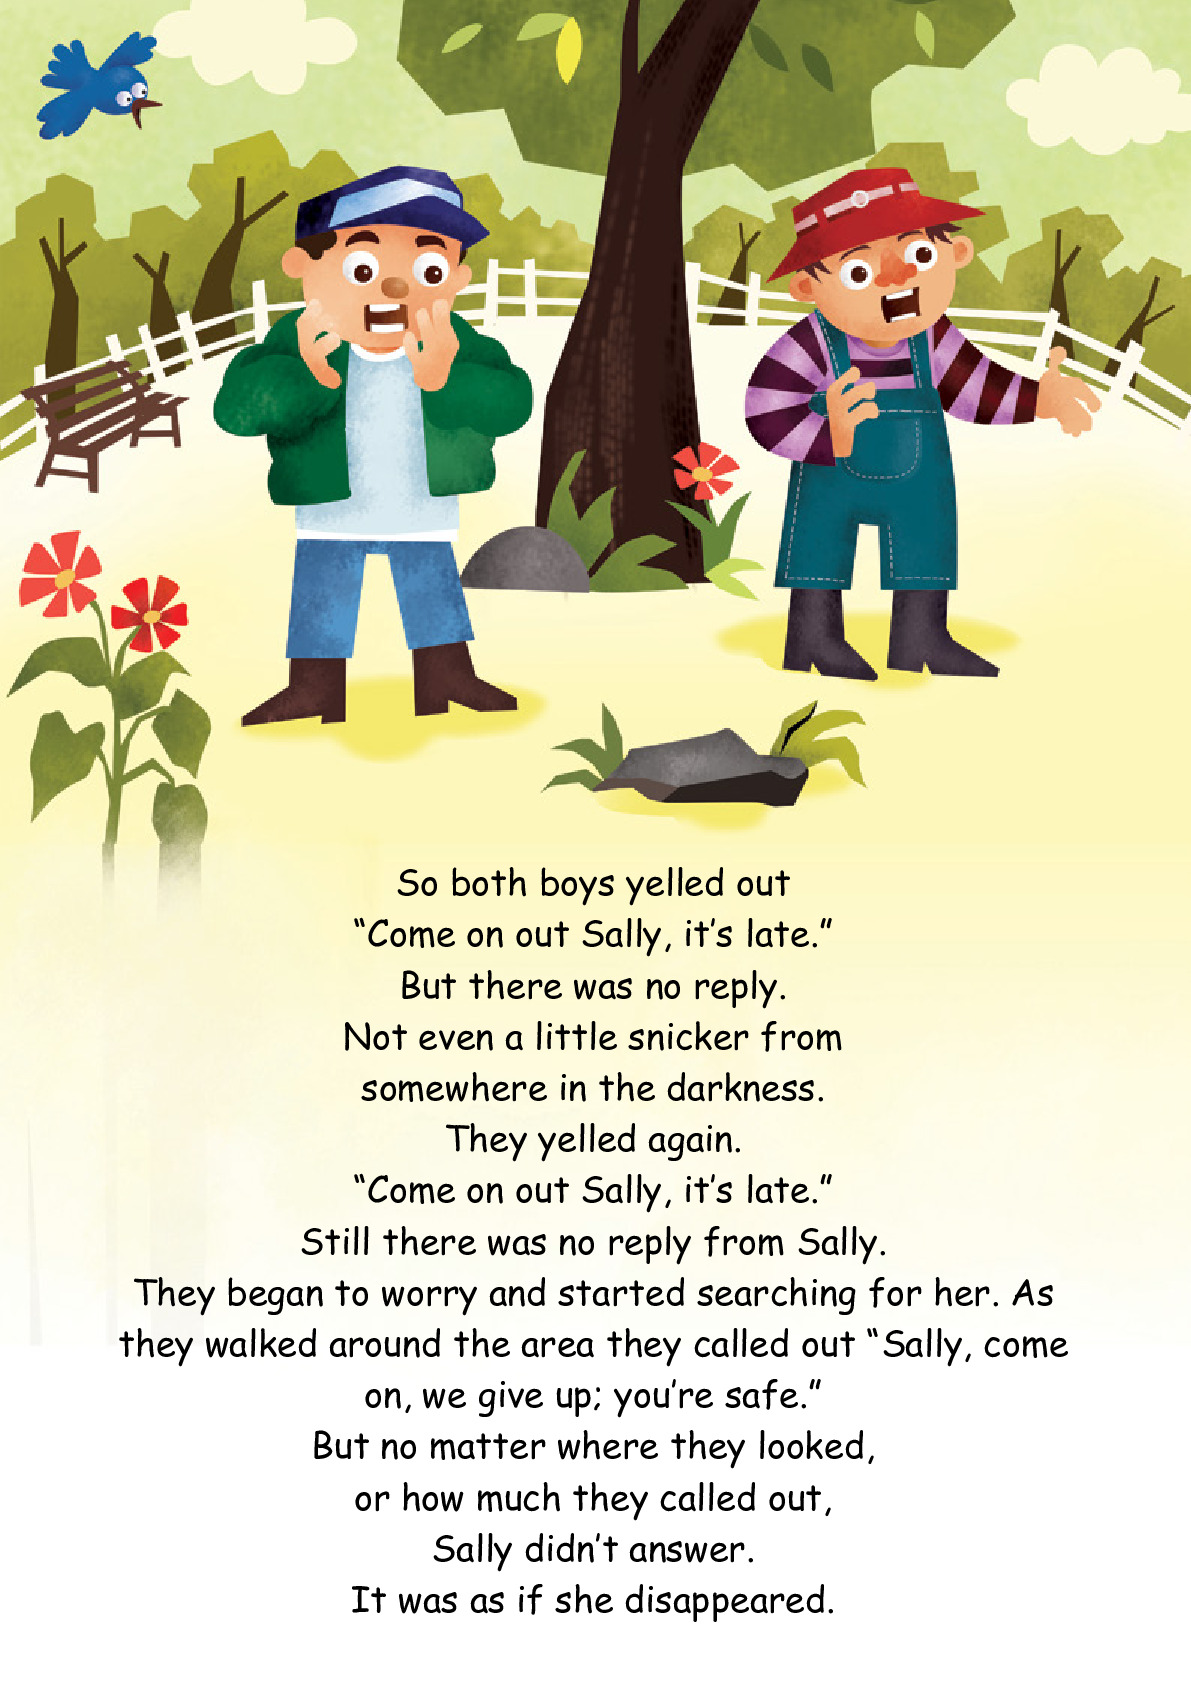 So both boys yelled out
“Come on out Sally, it’s late.”
But there was no reply.
Not even a little snicker from
somewhere in the darkness.
They yelled again.
“Come on out Sally, it’s late.”
Still there was no reply from Sally.
They began to worry and started searching for her. As
they walked around the area they called out “Sally, come
on, we give up; you’re safe.”
But no matter where they looked,
or how much they called out,
Sally didn’t answer.
It was as if she disappeared.